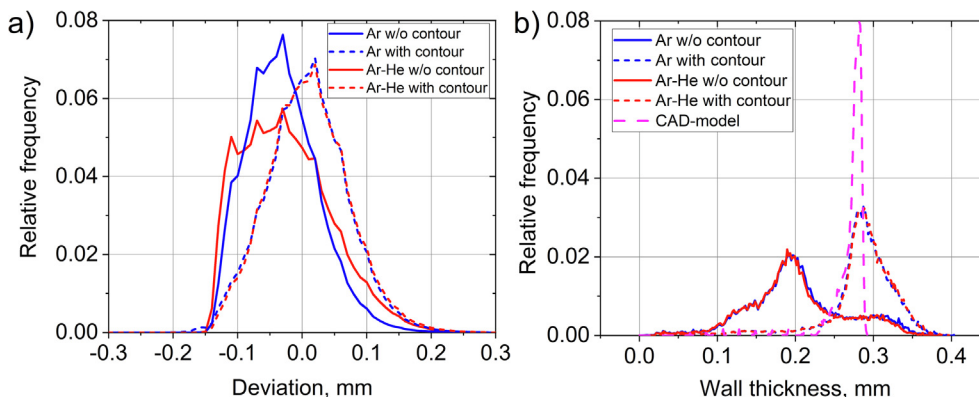 a)
0.08
0.06
0.04
0.02
0.00
Relative frequency
Ar w/o contour
Ar with contour
Ar-He w/o contour
Ar-He with contour
-0.3
-0.2
-0.1
0.0
0.1
0.2
0.3
Deviation, mm
b)
0.08
0.06
0.04
0.02
0.00
Relative frequency
Ar w/o contour
Ar with contour
Ar-He w/o contour
Ar-He with contour
CAD-model
0.0
0.1
0.2
0.3
0.4
Wall thickness, mm